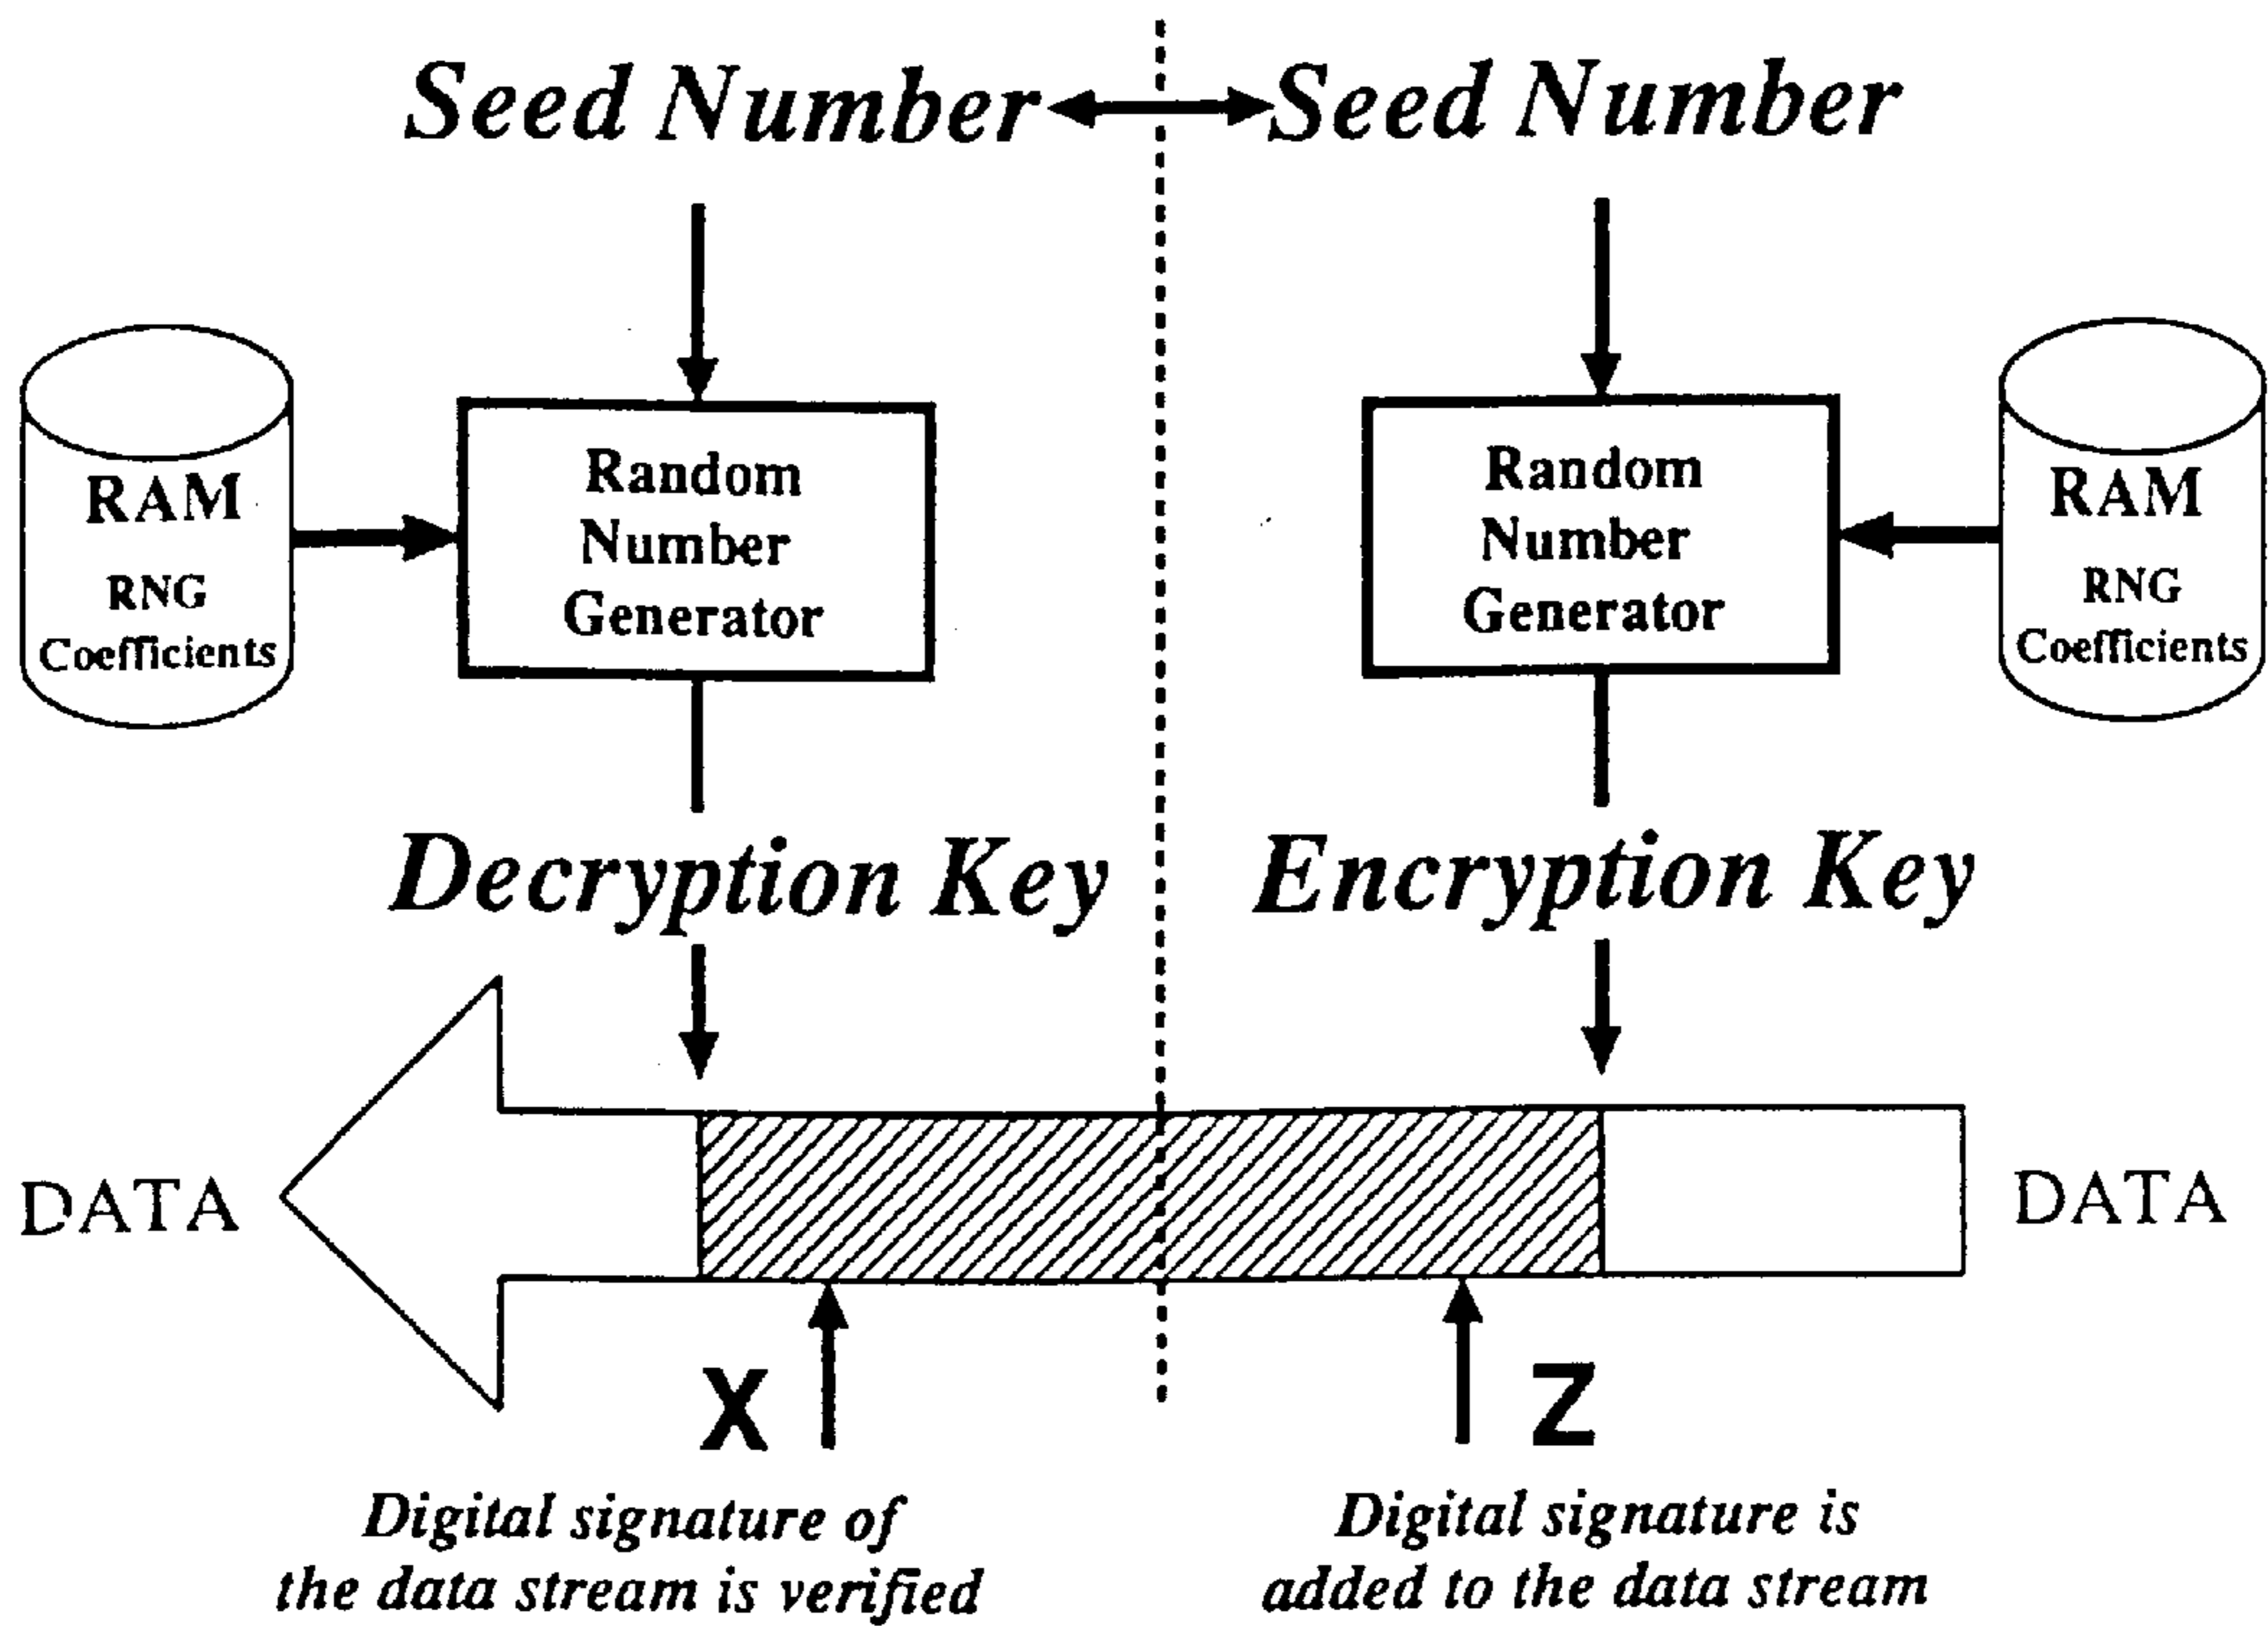 Seed Number
Seed Number
RAM
RNG
Coefficients
Random
Number
Generator
Random
Number
Generator
RAM
RNG
Coefficients
Decryption Key
Encryption Key
DATA
DATA
X
Z
Digital signature of
the data stream is verified
Digital signature is
added to the data stream